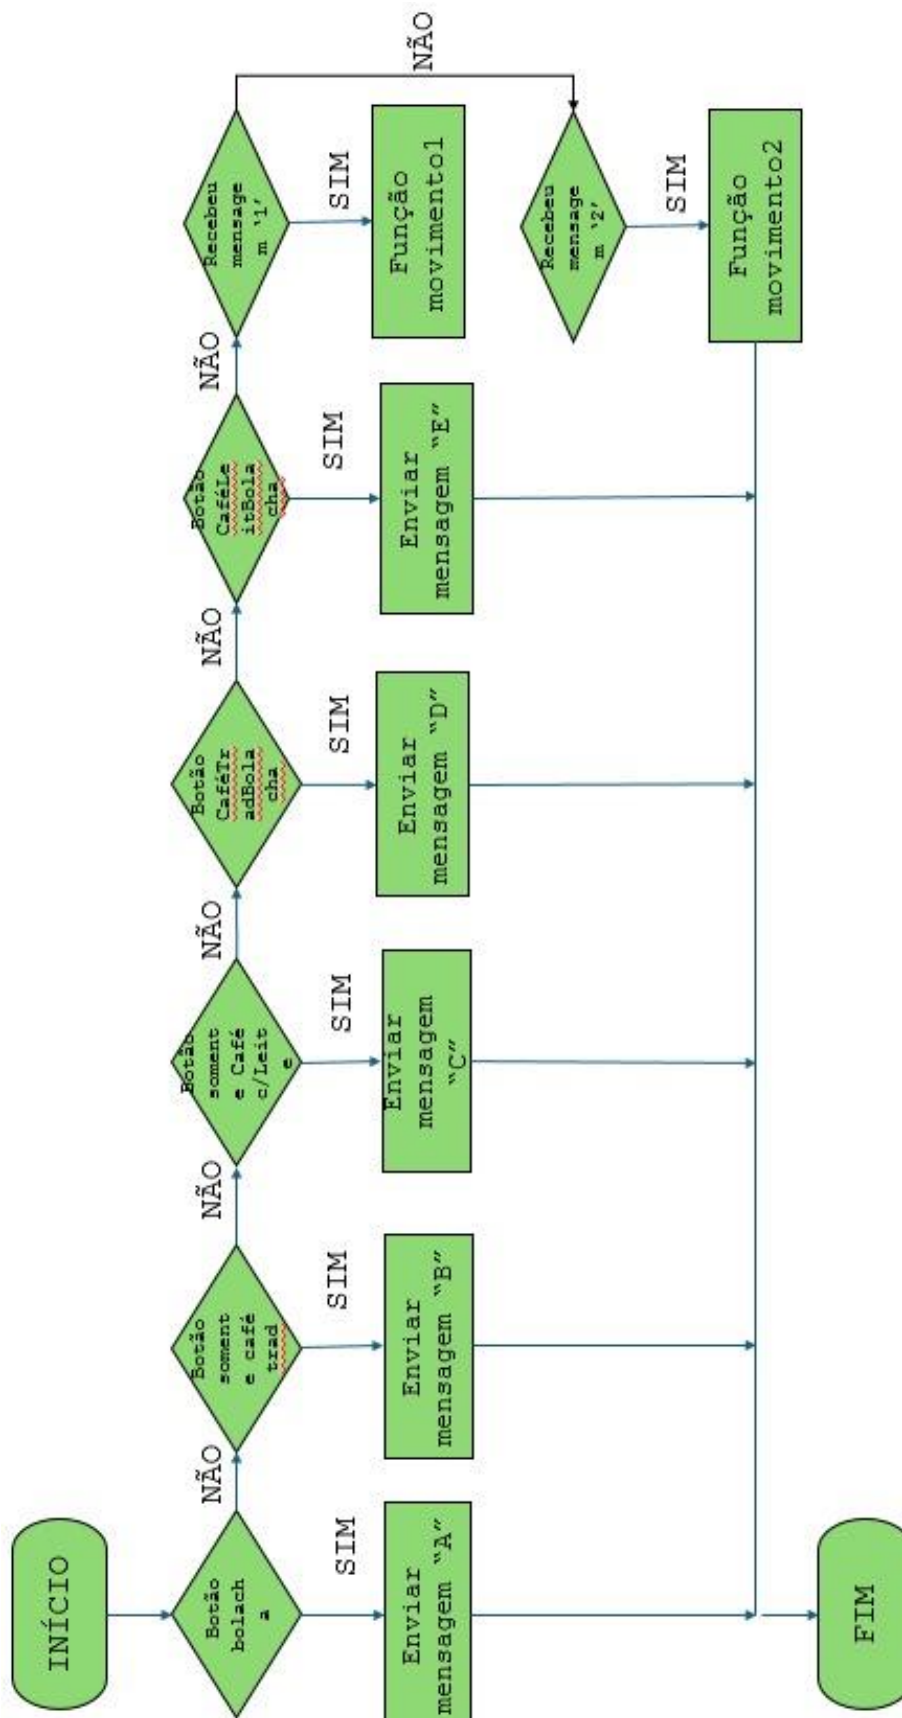 INÍCIO
Botão
bolach
a
SIM
Enviar
mensagem “A”
NÃO
Botão
soment
e café
trad
SIM
Enviar
mensagem “B”
NÃO
Botão
soment
e Café
c/Leit
e
SIM
Enviar
mensagem
“C”
NÃO
Botão
CaféTr
adBola
cha
SIM
Enviar
mensagem “D”
NÃO
Botão
CaféLe
itBola
cha
SIM
Enviar
mensagem “E”
NÃO
Recebeu
mensage
m ‘1’
SIM
Função
movimento1
NÃO
Recebeu
mensage
m ‘2’
SIM
Função
movimento2
FIM